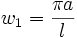 w₁ = πa / l